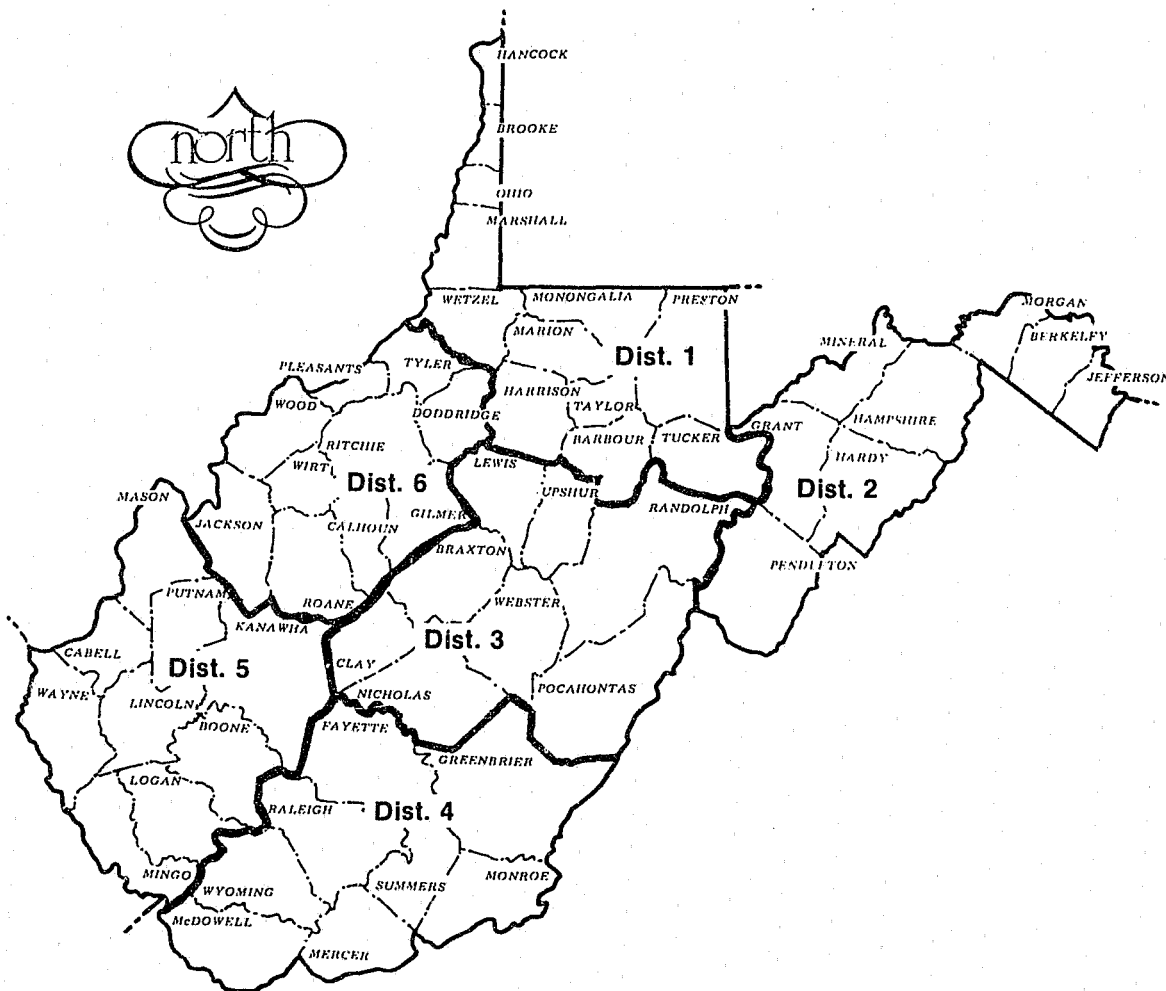 HANCOCK
north
BROOKE
OHIO
MARSHALL
WETZEL
MONONGALIA
PRESTON
MORGAN
MARION
BERKELEY
MINERAL
Dist. 1
TYLER
PLEASANTS
JEFFERSON
HARRISON
WOOD
TAYLOR
DODDRIDGE
GRANT
HAMPSHIRE
RITCHIE
BARBOUR
TUCKER
WIRT
LEWIS
HARDY
Dist. 6
Dist. 2
MASON
UPSHUR
JACKSON
GILMER
RANDOLPH
CALHOUN
BRAXTON
PENDLETON
PUTNAM
ROANE
WEBSTER
KANAWHA
Dist. 3
CABELL
Dist. 5
CLAY
WAYNE
NICHOLAS
POCAHONTAS
LINCOLN
BOONE
FAYETTE
GREENBRIER
LOGAN
RALEIGH
Dist. 4
MINGO
WYOMING
SUMMERS
MONROE
McDOWELL
MERCER